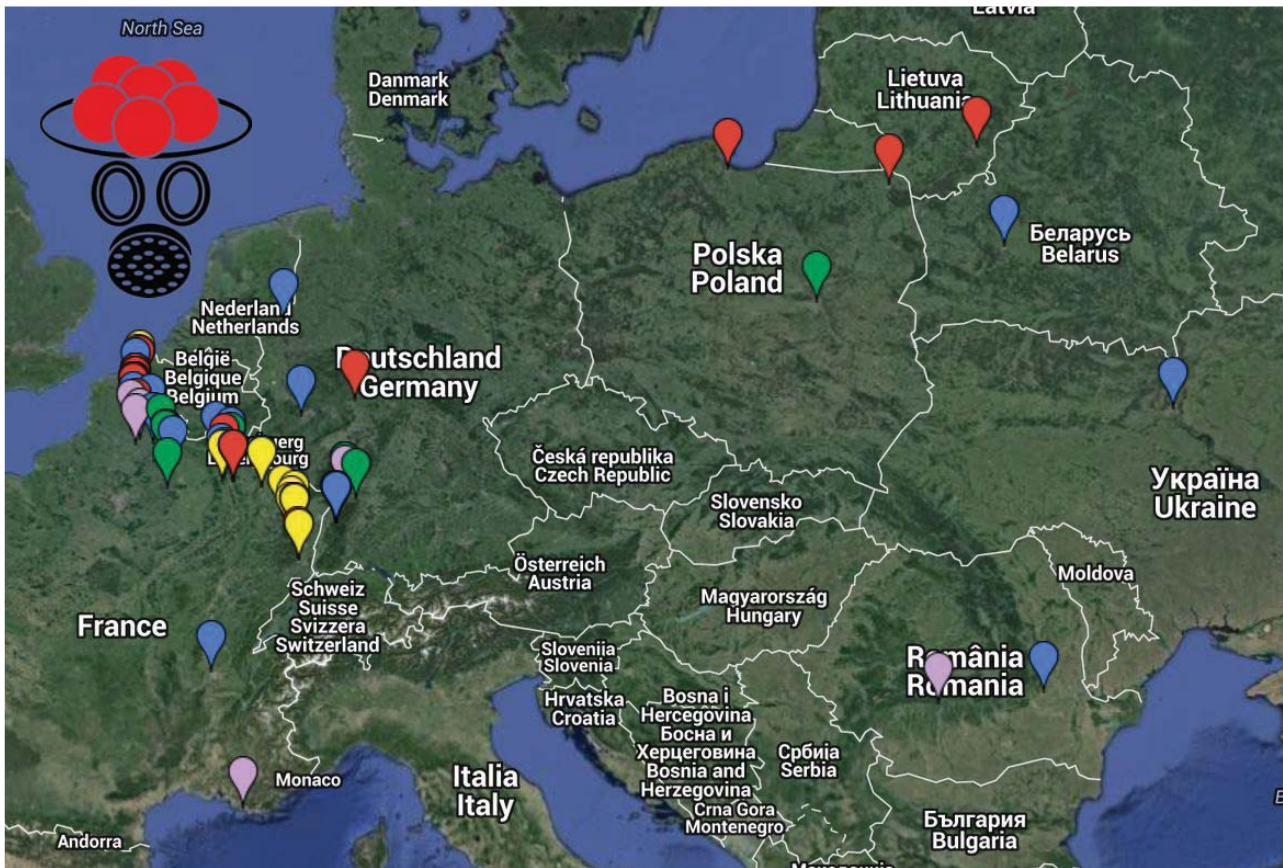 North Sea
Latvia
Danmark
Denmark
Lietuva
Lithuania
Беларусь
Belarus
Polska
Poland
Nederland
Netherlands
België
Belgique
Belgium
Deutschland
Germany
Česká republika
Czech Republic
Україна
Ukraine
Slovensko
Slovakia
Österreich
Austria
Moldova
Schweiz
Suisse
Svizzera
Switzerland
Magyarország
Hungary
France
Slovenija
Slovenia
România
Romania
Hrvatska
Croatia
Bosna i
Hercegovina
Босна и
Херцеговина
Bosnia and
Herzegovina
Србија
Serbia
Monaco
Italia
Italy
Crna Gora
Montenegro
България
Bulgaria
Andorra